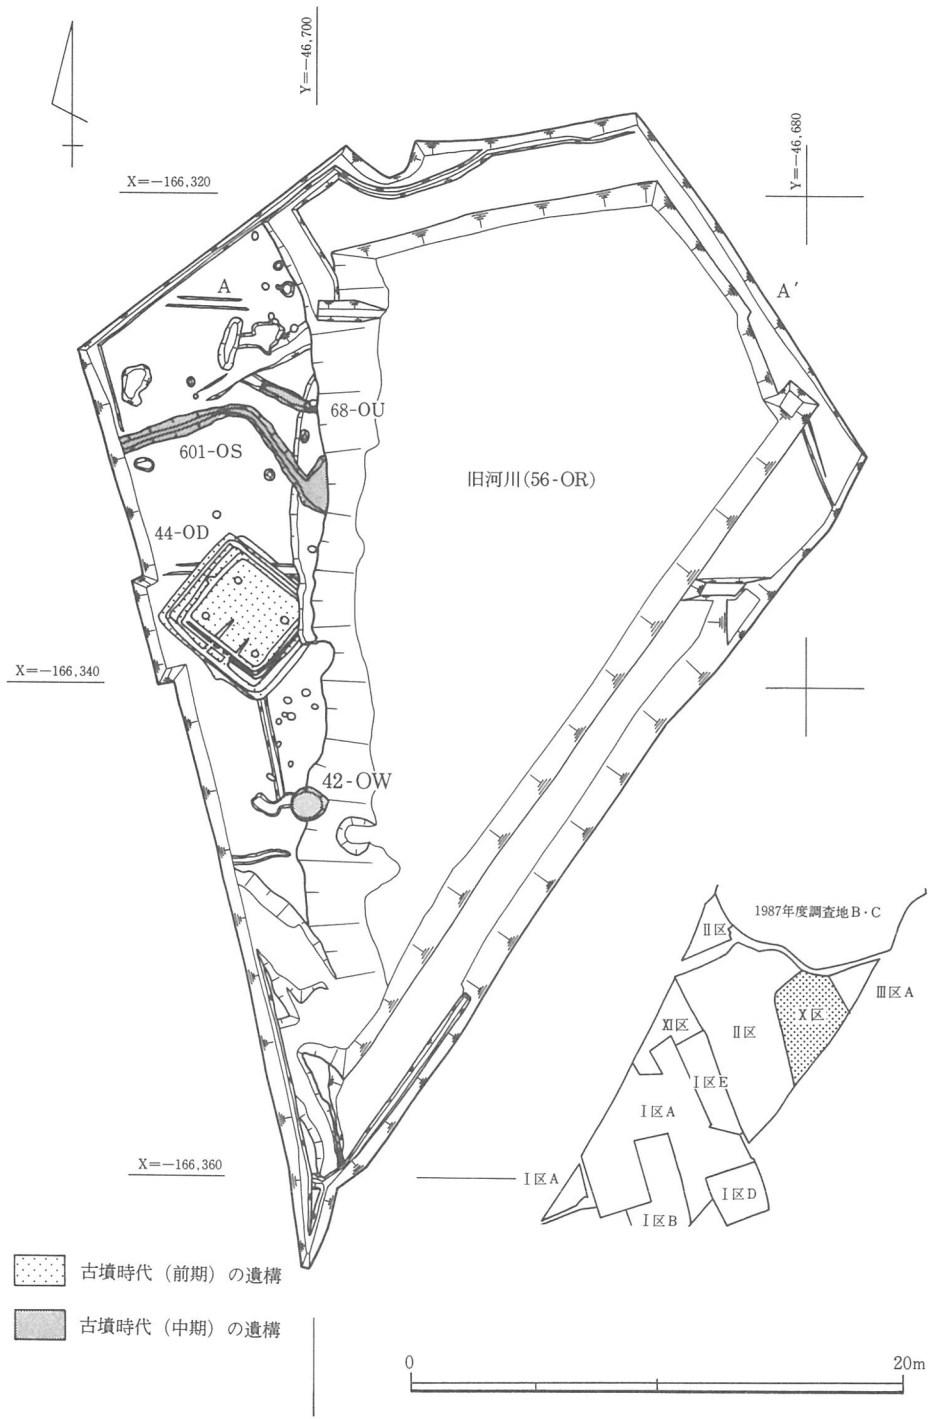 Y=-46,700
Y=-46,680
X=-166,320
A
A′
68-OU
601-OS
旧河川(56-OR)
44-OD
X=-166,340
42-OW
1987年度調査地B・C
Ⅱ区
Ⅲ区A
Ⅹ区
Ⅺ区
Ⅱ区
Ⅰ区E
Ⅰ区A
X=-166,360
Ⅰ区A
Ⅰ区D
Ⅰ区B
古墳時代（前期）の遺構
古墳時代（中期）の遺構
0 20m